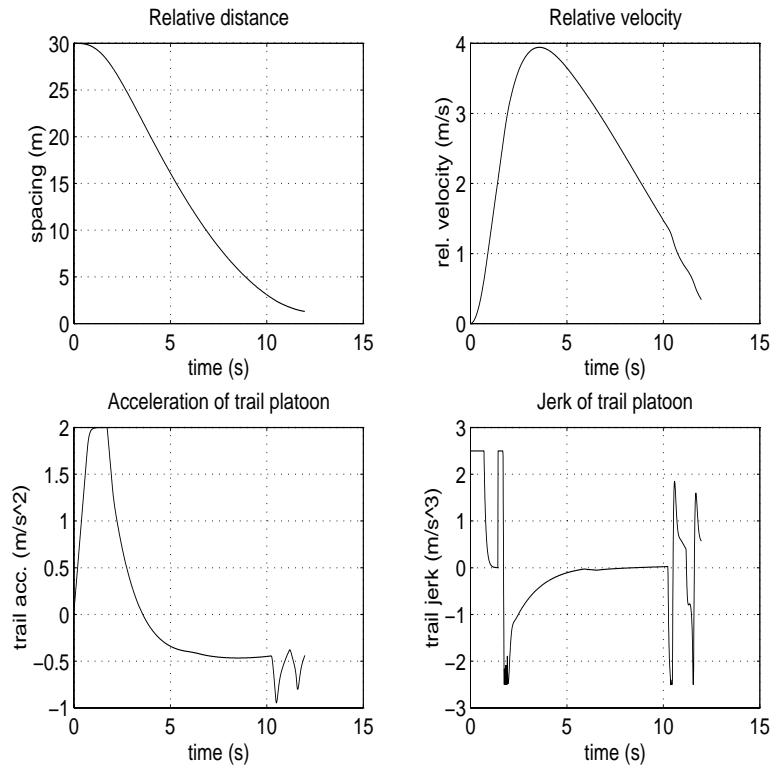 Relative distance
30
25
20
15
10
5
0
spacing (m)
0 5 10 15
time (s)
Relative velocity
4
3
2
1
0
rel. velocity (m/s)
0 5 10 15
time (s)
Acceleration of trail platoon
2
1.5
1
0.5
0
−0.5
−1
trail acc. (m/s^2)
0 5 10 15
time (s)
Jerk of trail platoon
3
2
1
0
−1
−2
−3
trail jerk (m/s^3)
0 5 10 15
time (s)